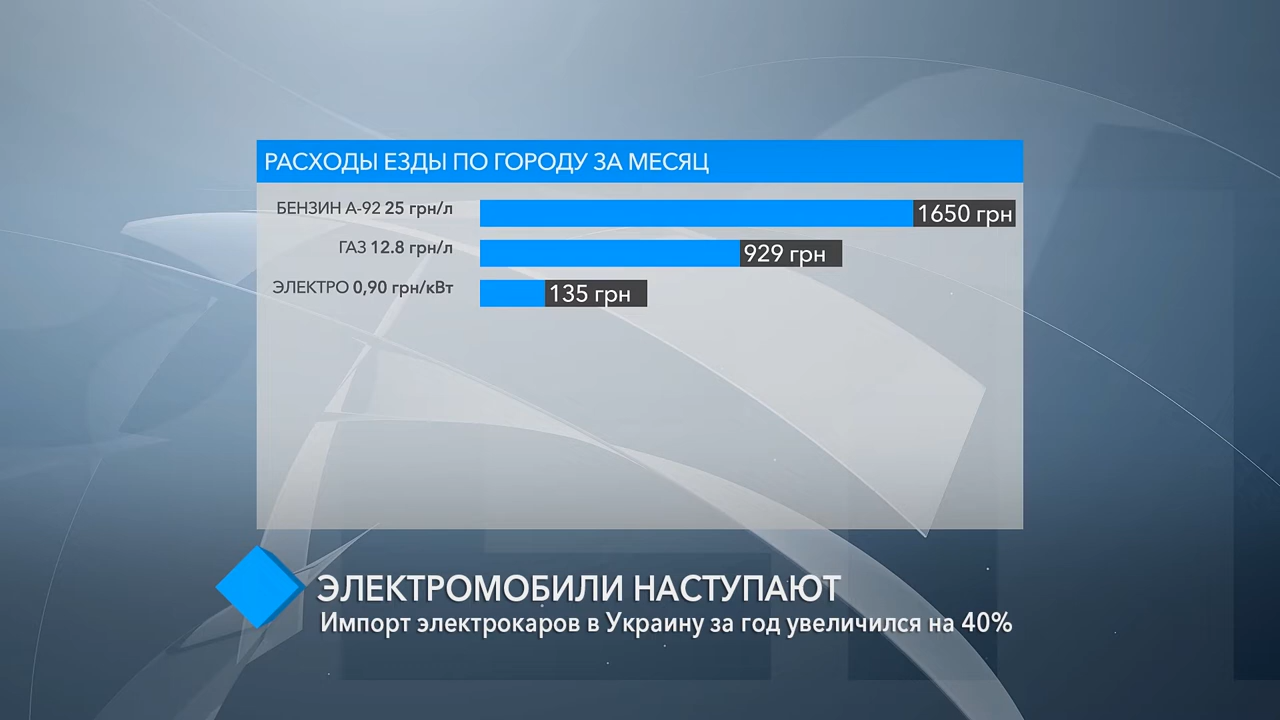 РАСХОДЫ ЕЗДЫ ПО ГОРОДУ ЗА МЕСЯЦ
БЕНЗИН А-92 25 грн/л 1650 грн
ГАЗ 12.8 грн/л 929 грн
ЭЛЕКТРО 0,90 грн/кВт 135 грн
ЭЛЕКТРОМОБИЛИ НАСТУПАЮТ
Импорт электрокаров в Украину за год увеличился на 40%